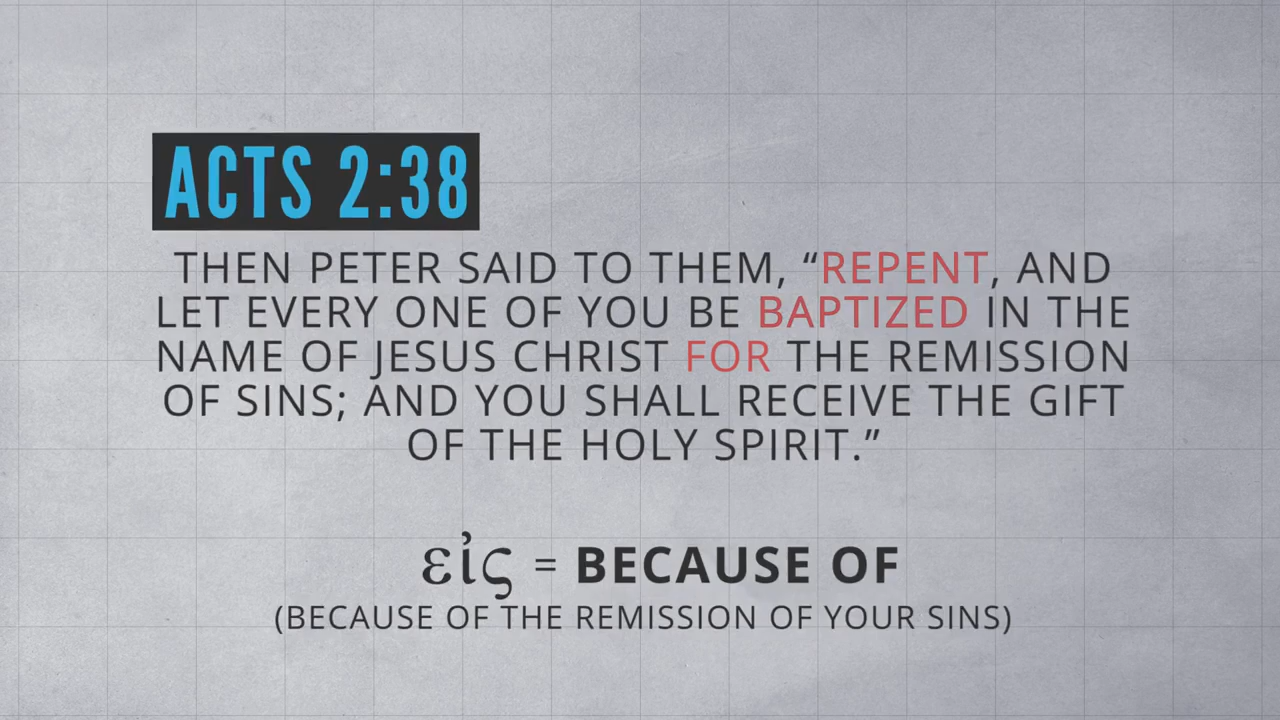 ACTS 2:38
THEN PETER SAID TO THEM, “REPENT, AND
LET EVERY ONE OF YOU BE BAPTIZED IN THE
NAME OF JESUS CHRIST FOR THE REMISSION
OF SINS; AND YOU SHALL RECEIVE THE GIFT
OF THE HOLY SPIRIT.”
εἰς = BECAUSE OF
(BECAUSE OF THE REMISSION OF YOUR SINS)